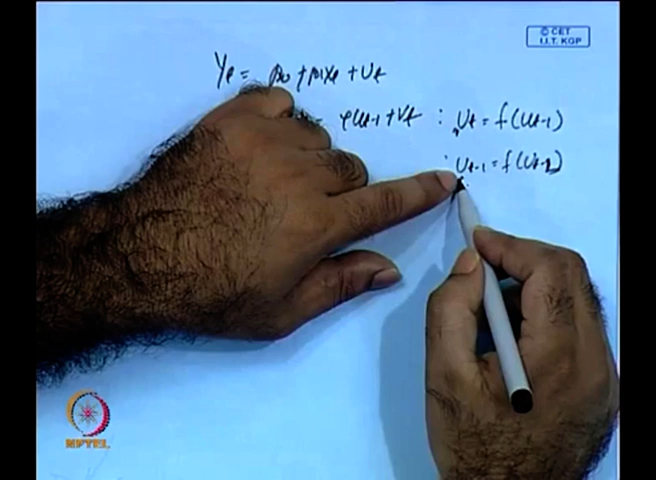 © CET
I.I.T. KGP
Yt = β0 + β1xt + Ut
ρUt-1 + Vt : Ut = f(Ut-1)
: Ut-1 = f(Ut-2)
NPTEL